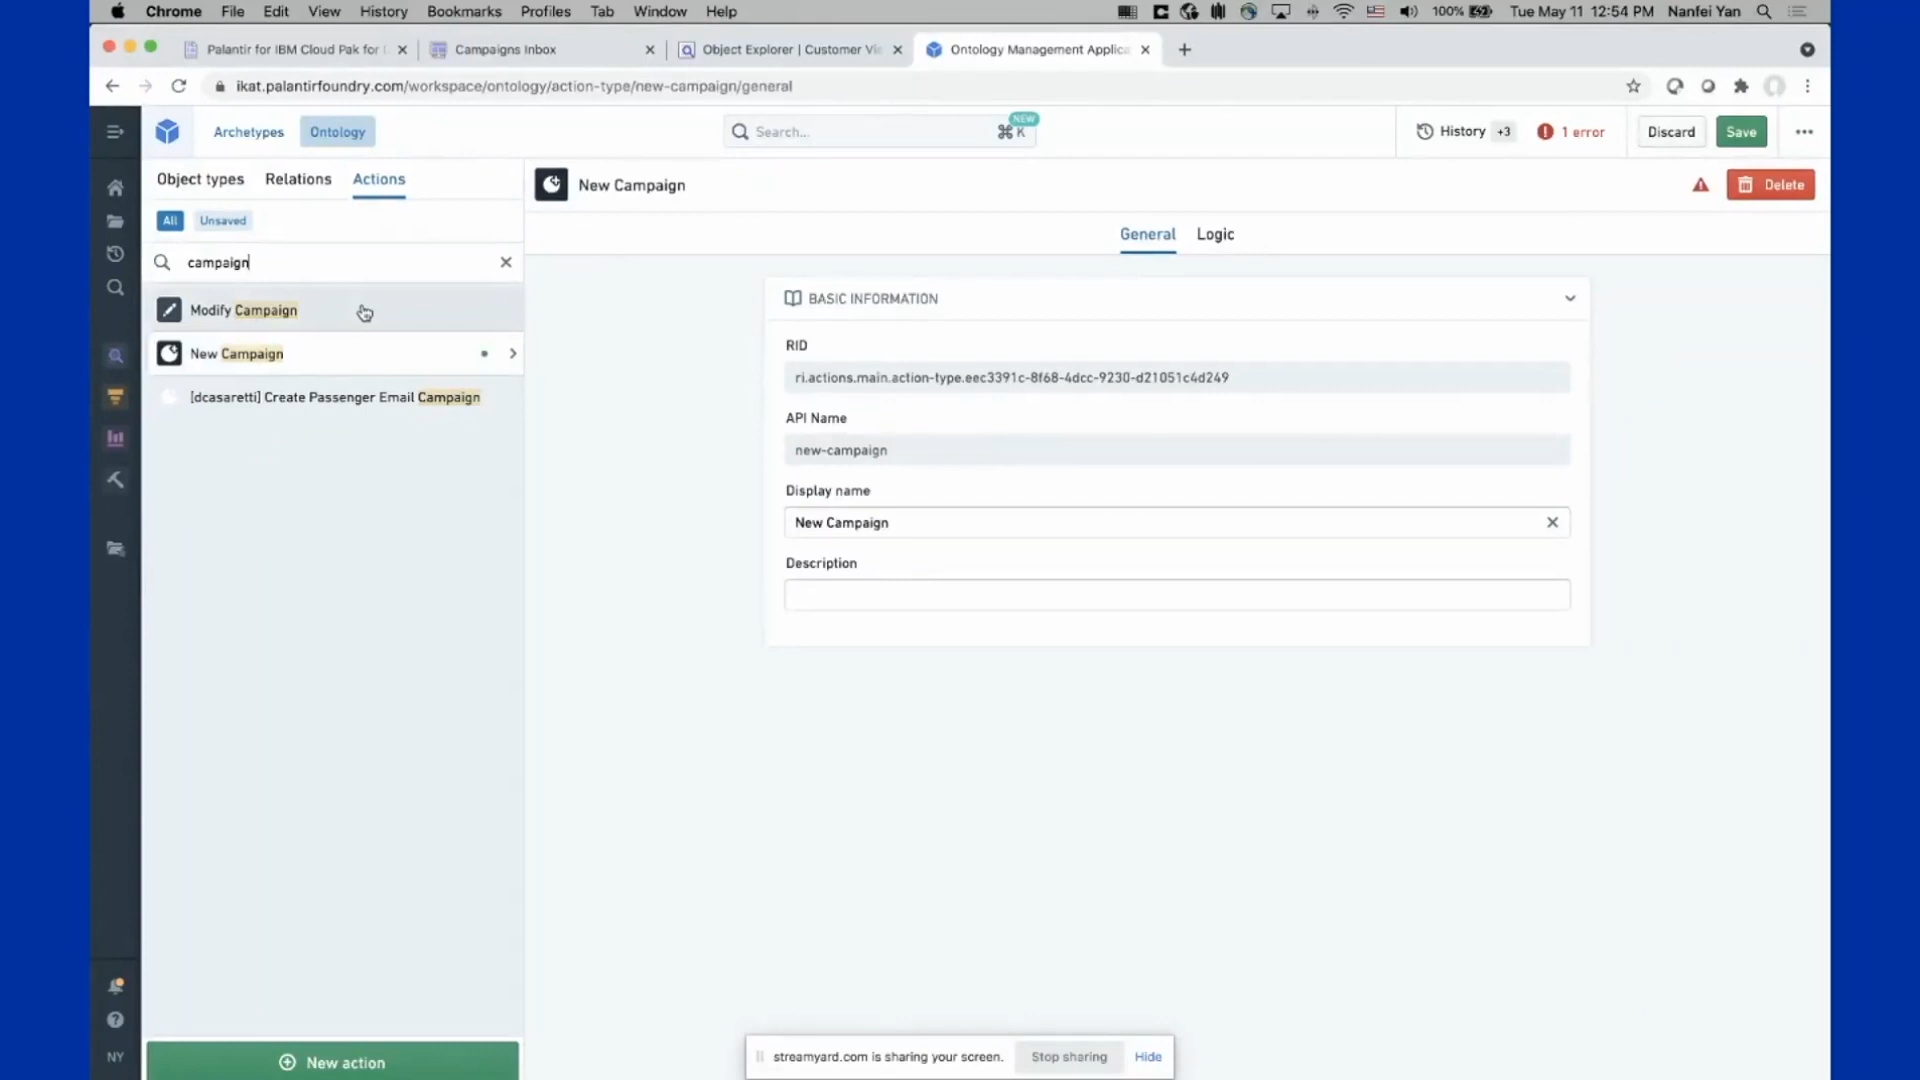 Chrome File Edit View History Bookmarks Profiles Tab Window Help 100% Tue May 11 12:54 PM Nanfei Yan
Palantir for IBM Cloud Pak for Campaigns Inbox Object Explorer | Customer Vi Ontology Management Applica
ikat.palantirfoundry.com/workspace/ontology/action-type/new-campaign/general
Archetypes Ontology Search... ⌘ K NEW History +3 1 error Discard Save
Object types Relations Actions
All Unsaved
campaign
Modify Campaign
New Campaign
[dcasaretti] Create Passenger Email Campaign
New action
NY
New Campaign Delete
General Logic
BASIC INFORMATION
RID
ri.actions.main.action-type.eec3391c-8f68-4dcc-9230-d21051c4d249
API Name
new-campaign
Display name
New Campaign
Description
streamyard.com is sharing your screen. Stop sharing Hide